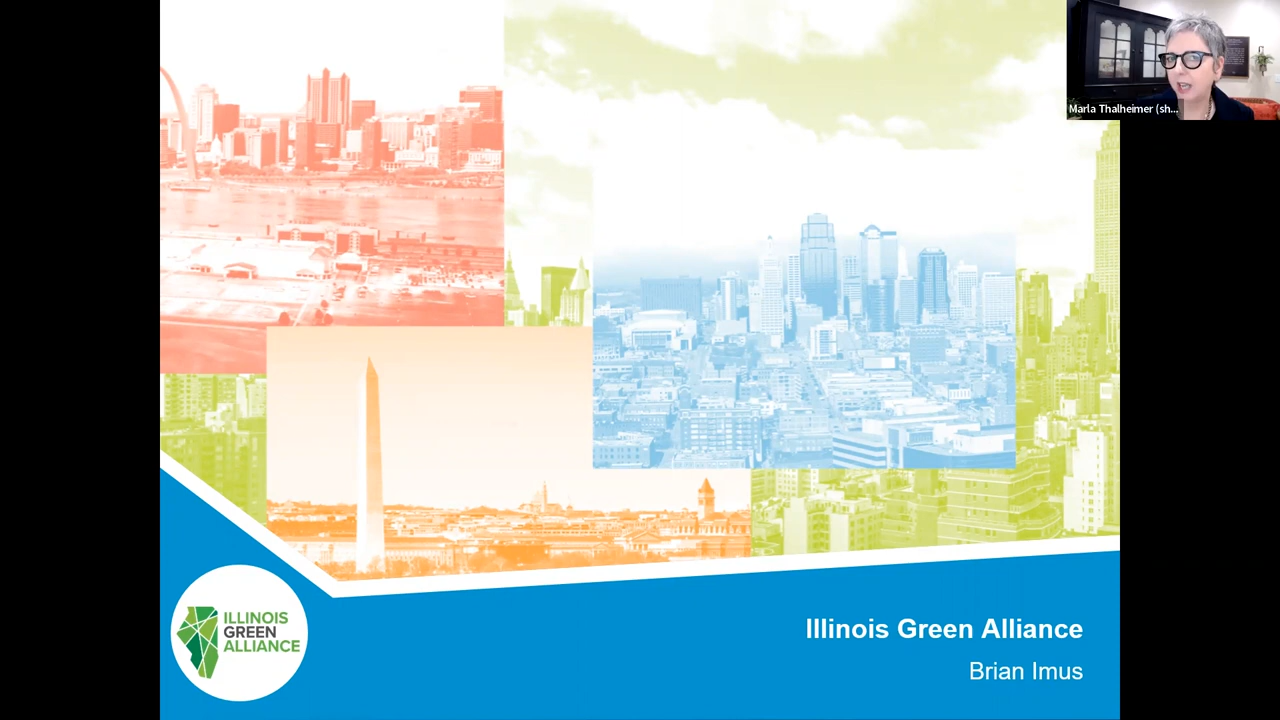 Marla Thalheimer (sh...
ILLINOIS
GREEN
ALLIANCE
Illinois Green Alliance
Brian Imus